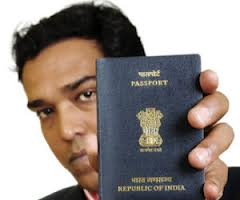 पासपोर्ट
PASSPORT
भारत गणराज्य
REPUBLIC OF INDIA